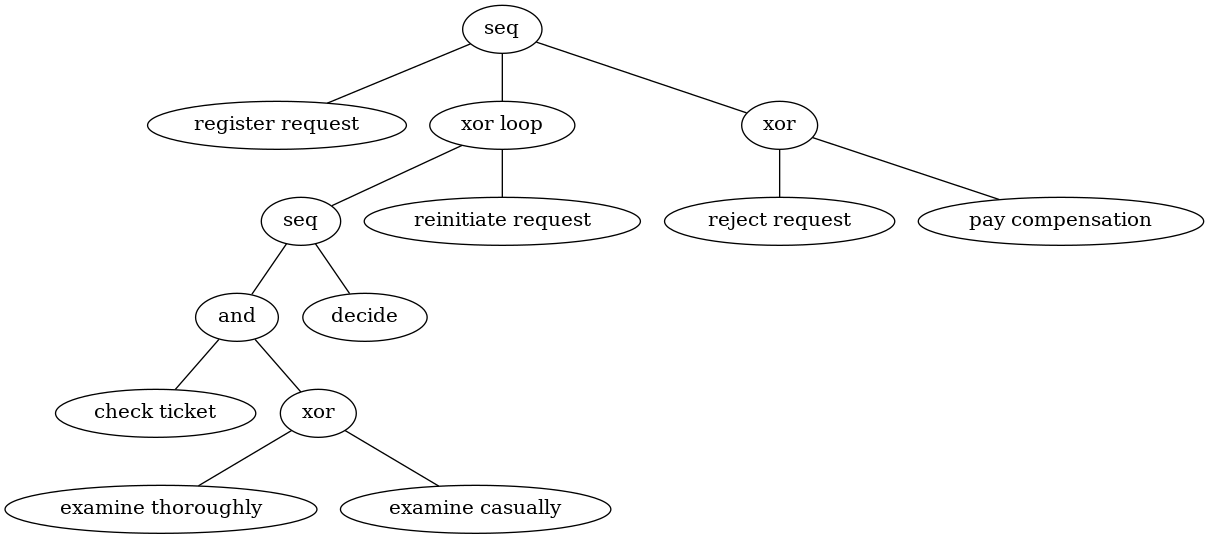 seq
register request
xor loop
xor
seq
reinitiate request
reject request
pay compensation
and
decide
check ticket
xor
examine thoroughly
examine casually